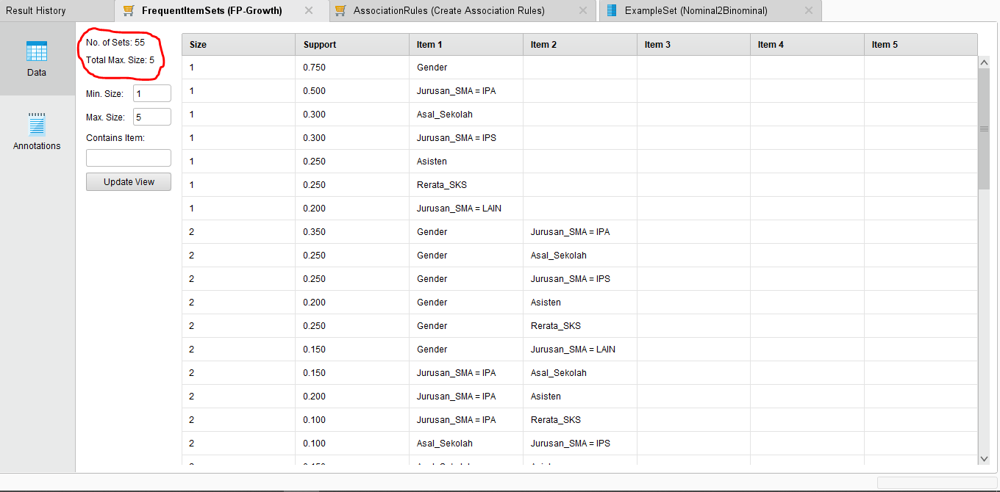 Result History
FrequentItemSets (FP-Growth)
AssociationRules (Create Association Rules)
ExampleSet (Nominal2Binominal)
Data
Annotations
No. of Sets: 55
Total Max. Size: 5
Min. Size: 1
Max. Size: 5
Contains Item:
Update View
Size Support Item 1 Item 2 Item 3 Item 4 Item 5
1 0.750 Gender
1 0.500 Jurusan_SMA = IPA
1 0.300 Asal_Sekolah
1 0.300 Jurusan_SMA = IPS
1 0.250 Asisten
1 0.250 Rerata_SKS
1 0.200 Jurusan_SMA = LAIN
2 0.350 Gender Jurusan_SMA = IPA
2 0.250 Gender Asal_Sekolah
2 0.250 Gender Jurusan_SMA = IPS
2 0.200 Gender Asisten
2 0.250 Gender Rerata_SKS
2 0.150 Gender Jurusan_SMA = LAIN
2 0.150 Jurusan_SMA = IPA Asal_Sekolah
2 0.200 Jurusan_SMA = IPA Asisten
2 0.100 Jurusan_SMA = IPA Rerata_SKS
2 0.100 Asal_Sekolah Jurusan_SMA = IPS